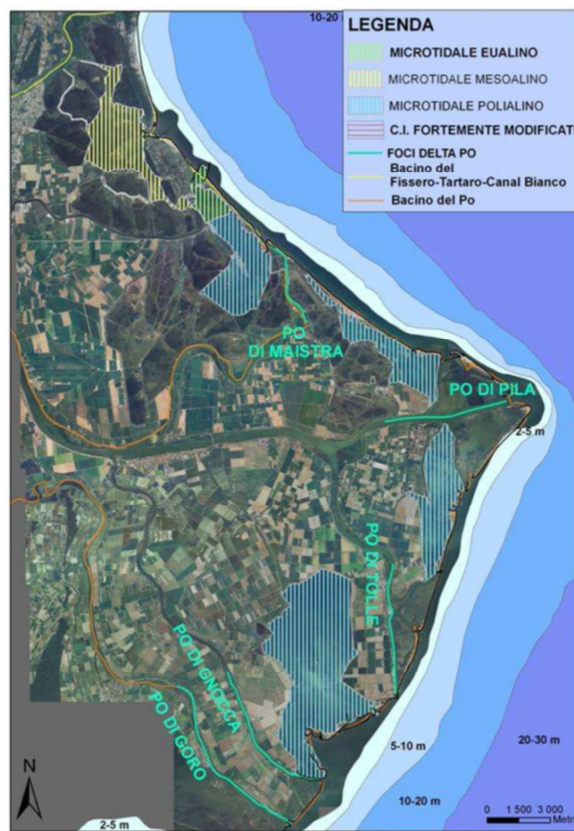 10-20
LEGENDA
MICROTIDALE EUALINO
MICROTIDALE MESOALINO
MICROTIDALE POLIALINO
C.I. FORTEMENTE MODIFICATI
FOCI DELTA PO
Bacino del
Fissero-Tartaro-Canal Bianco
Bacino del Po
PO
DI MAISTRA
PO DI PILA
2-5 m
PO DI TOLLE
PO DI GNOCCA
PO DI GORO
5-10 m
20-30 m
10-20 m
N
2-5 m
0 1 500 3 000
Metri